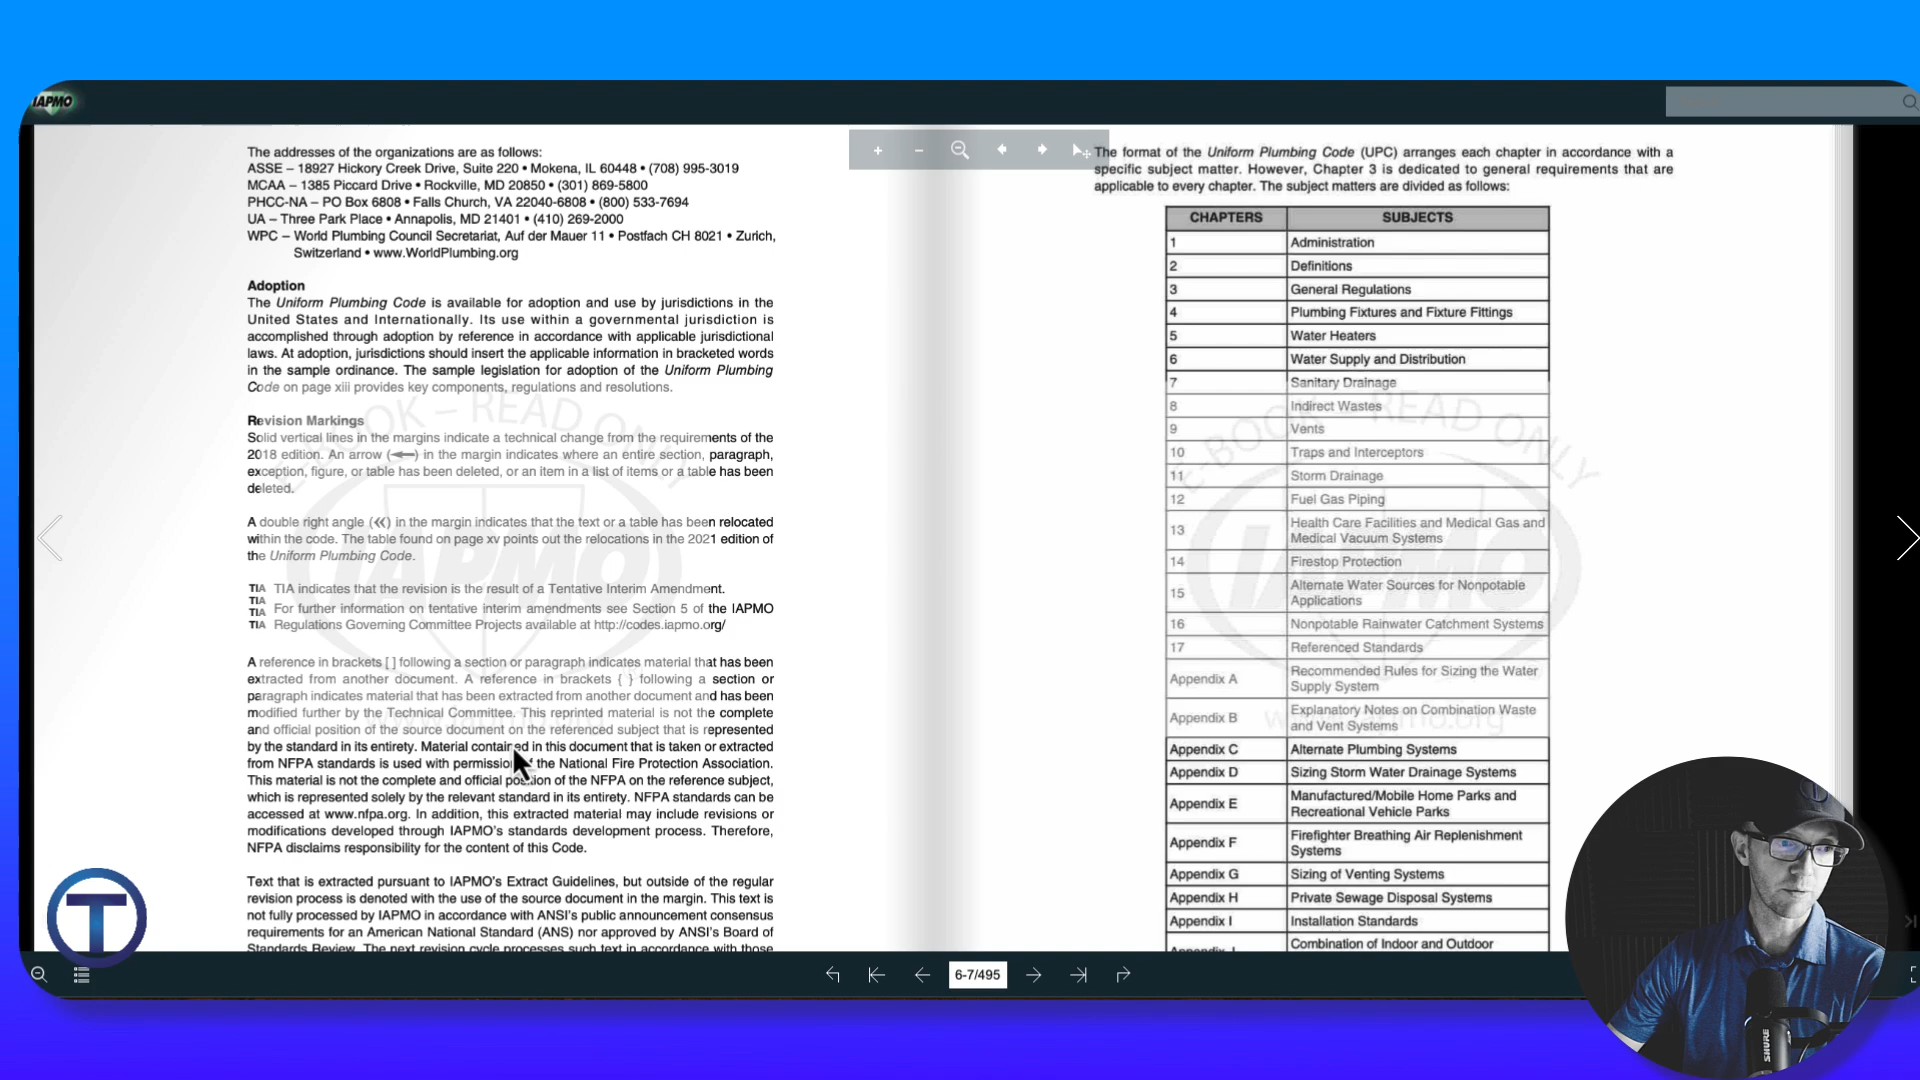 IAPMO
The addresses of the organizations are as follows:
ASSE – 18927 Hickory Creek Drive, Suite 220 • Mokena, IL 60448 • (708) 995-3019
MCAA – 1385 Piccard Drive • Rockville, MD 20850 • (301) 869-5800
PHCC-NA – PO Box 6808 • Falls Church, VA 22040-6808 • (800) 533-7694
UA – Three Park Place • Annapolis, MD 21401 • (410) 269-2000
WPC – World Plumbing Council Secretariat, Auf der Mauer 11 • Postfach CH 8021 • Zurich,
Switzerland • www.WorldPlumbing.org
Adoption
The Uniform Plumbing Code is available for adoption and use by jurisdictions in the
United States and Internationally. Its use within a governmental jurisdiction is
accomplished through adoption by reference in accordance with applicable jurisdictional
laws. At adoption, jurisdictions should insert the applicable information in bracketed words
in the sample ordinance. The sample legislation for adoption of the Uniform Plumbing
Code on page xiii provides key components, regulations and resolutions.
Revision Markings
Solid vertical lines in the margins indicate a technical change from the requirements of the
2018 edition. An arrow (←) in the margin indicates where an entire section, paragraph,
exception, figure, or table has been deleted, or an item in a list of items or a table has been
deleted.
A double right angle (≪) in the margin indicates that the text or a table has been relocated
within the code. The table found on page xv points out the relocations in the 2021 edition of
the Uniform Plumbing Code.
TIA TIA indicates that the revision is the result of a Tentative Interim Amendment.
TIA
TIA For further information on tentative interim amendments see Section 5 of the IAPMO
TIA Regulations Governing Committee Projects available at http://codes.iapmo.org/
A reference in brackets [ ] following a section or paragraph indicates material that has been
extracted from another document. A reference in brackets { } following a section or
paragraph indicates material that has been extracted from another document and has been
modified further by the Technical Committee. This reprinted material is not the complete
and official position of the source document on the referenced subject that is represented
by the standard in its entirety. Material contained in this document that is taken or extracted
from NFPA standards is used with permission the National Fire Protection Association.
This material is not the complete and official position of the NFPA on the reference subject,
which is represented solely by the relevant standard in its entirety. NFPA standards can be
accessed at www.nfpa.org. In addition, this extracted material may include revisions or
modifications developed through IAPMO's standards development process. Therefore,
NFPA disclaims responsibility for the content of this Code.
Text that is extracted pursuant to IAPMO's Extract Guidelines, but outside of the regular
revision process is denoted with the use of the source document in the margin. This text is
not fully processed by IAPMO in accordance with ANSI's public announcement consensus
requirements for an American National Standard (ANS) nor approved by ANSI's Board of
Standards Review. The next revision cycle processes such text in accordance with those
E-BOOK – READ ONLY
IAPMO
www.iapmo.org
T
The format of the Uniform Plumbing Code (UPC) arranges each chapter in accordance with a
specific subject matter. However, Chapter 3 is dedicated to general requirements that are
applicable to every chapter. The subject matters are divided as follows:
CHAPTERS SUBJECTS
1 Administration
2 Definitions
3 General Regulations
4 Plumbing Fixtures and Fixture Fittings
5 Water Heaters
6 Water Supply and Distribution
7 Sanitary Drainage
8 Indirect Wastes
9 Vents
10 Traps and Interceptors
11 Storm Drainage
12 Fuel Gas Piping
13 Health Care Facilities and Medical Gas and
Medical Vacuum Systems
14 Firestop Protection
15 Alternate Water Sources for Nonpotable
Applications
16 Nonpotable Rainwater Catchment Systems
17 Referenced Standards
Appendix A Recommended Rules for Sizing the Water
Supply System
Appendix B Explanatory Notes on Combination Waste
and Vent Systems
Appendix C Alternate Plumbing Systems
Appendix D Sizing Storm Water Drainage Systems
Appendix E Manufactured/Mobile Home Parks and
Recreational Vehicle Parks
Appendix F Firefighter Breathing Air Replenishment
Systems
Appendix G Sizing of Venting Systems
Appendix H Private Sewage Disposal Systems
Appendix I Installation Standards
Combination of Indoor and Outdoor
E-BOOK – READ ONLY
IAPMO
www.iapmo.org
6-7/495
SHURE